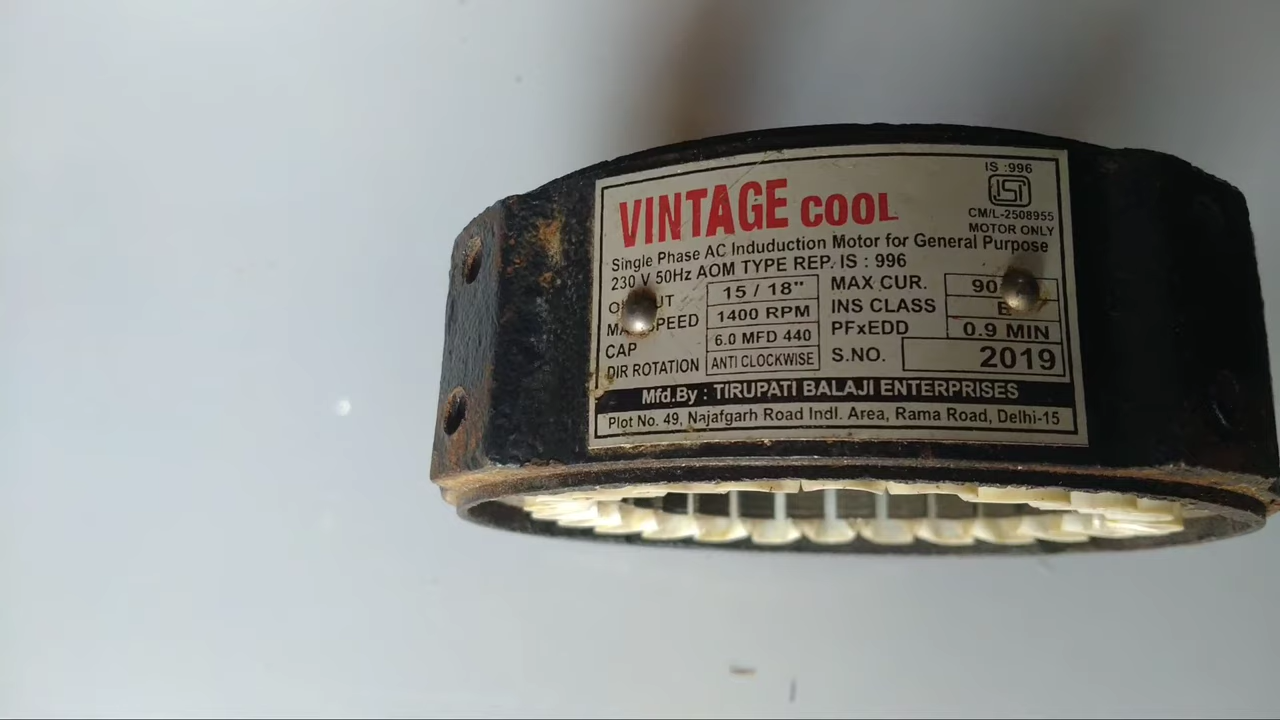 VINTAGE COOL
IS :996
ISI
CM/L-2508955
MOTOR ONLY
Single Phase AC Induduction Motor for General Purpose
230 V 50Hz AOM TYPE REP. IS : 996
15 / 18"
MAX CUR. 90
SPEED 1400 RPM
INS CLASS
CAP 6.0 MFD 440
PFxEDD 0.9 MIN
DIR ROTATION ANTI CLOCKWISE
S.NO. 2019
Mfd.By : TIRUPATI BALAJI ENTERPRISES
Plot No. 49, Najafgarh Road Indl. Area, Rama Road, Delhi-15